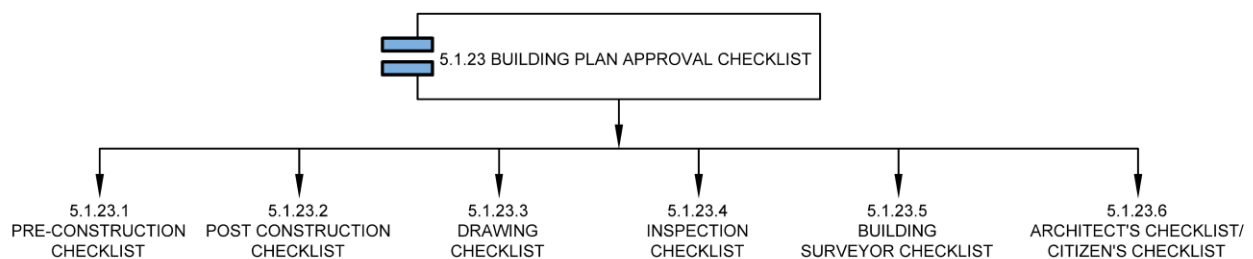 5.1.23 BUILDING PLAN APPROVAL CHECKLIST
5.1.23.1
PRE-CONSTRUCTION
CHECKLIST
5.1.23.2
POST CONSTRUCTION
CHECKLIST
5.1.23.3
DRAWING
CHECKLIST
5.1.23.4
INSPECTION
CHECKLIST
5.1.23.5
BUILDING
SURVEYOR CHECKLIST
5.1.23.6
ARCHITECT'S CHECKLIST/
CITIZEN'S CHECKLIST